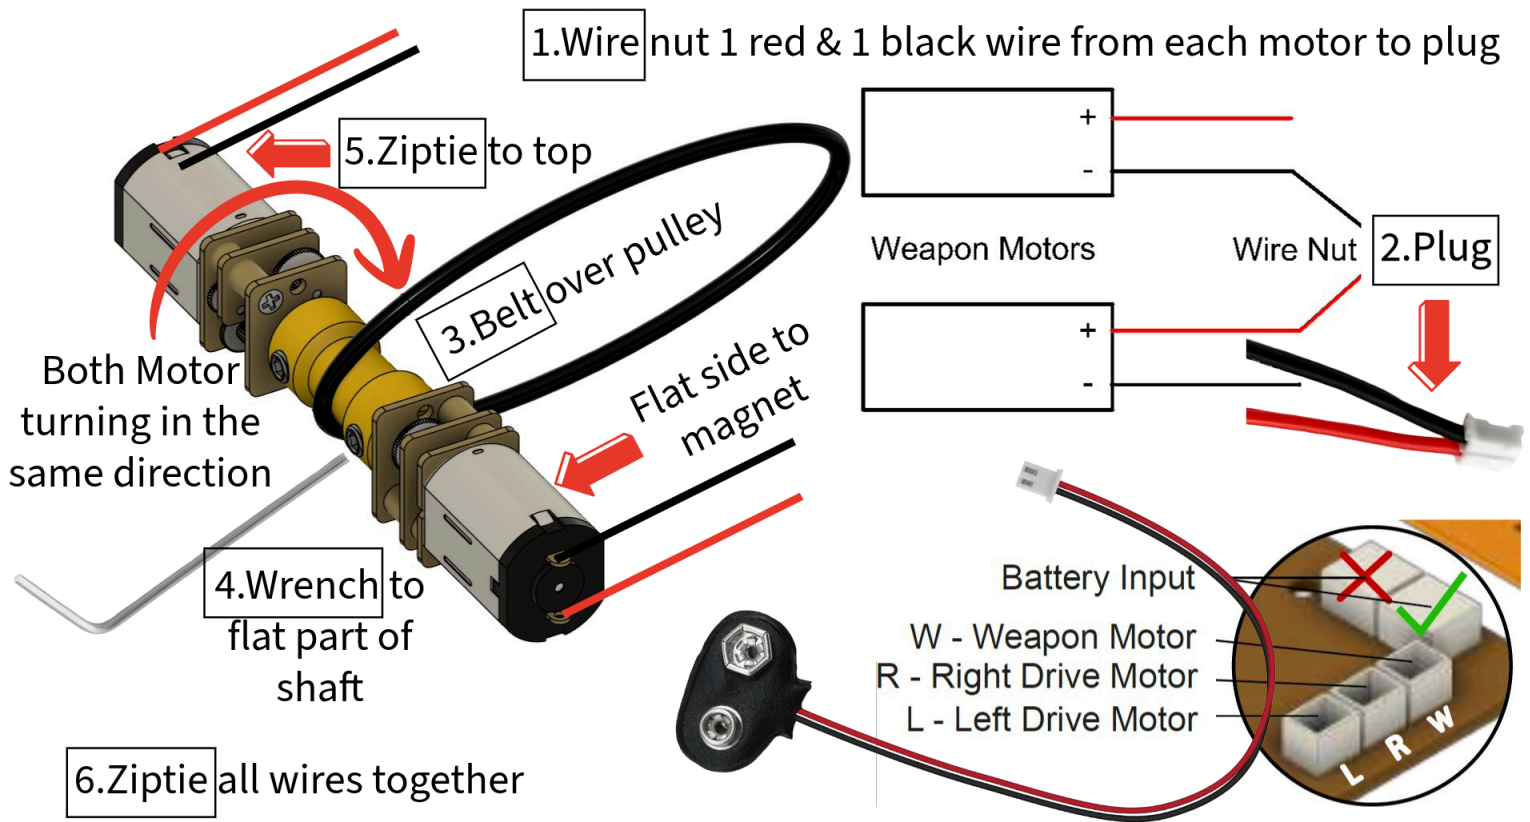 1.Wire nut 1 red & 1 black wire from each motor to plug
5.Ziptie to top
+
-
Weapon Motors
Wire Nut
2.Plug
+
-
3.Belt over pulley
Flat side to
magnet
Both Motor
turning in the
same direction
4.Wrench to
flat part of
shaft
6.Ziptie all wires together
Battery Input
W - Weapon Motor
R - Right Drive Motor
L - Left Drive Motor
L R W